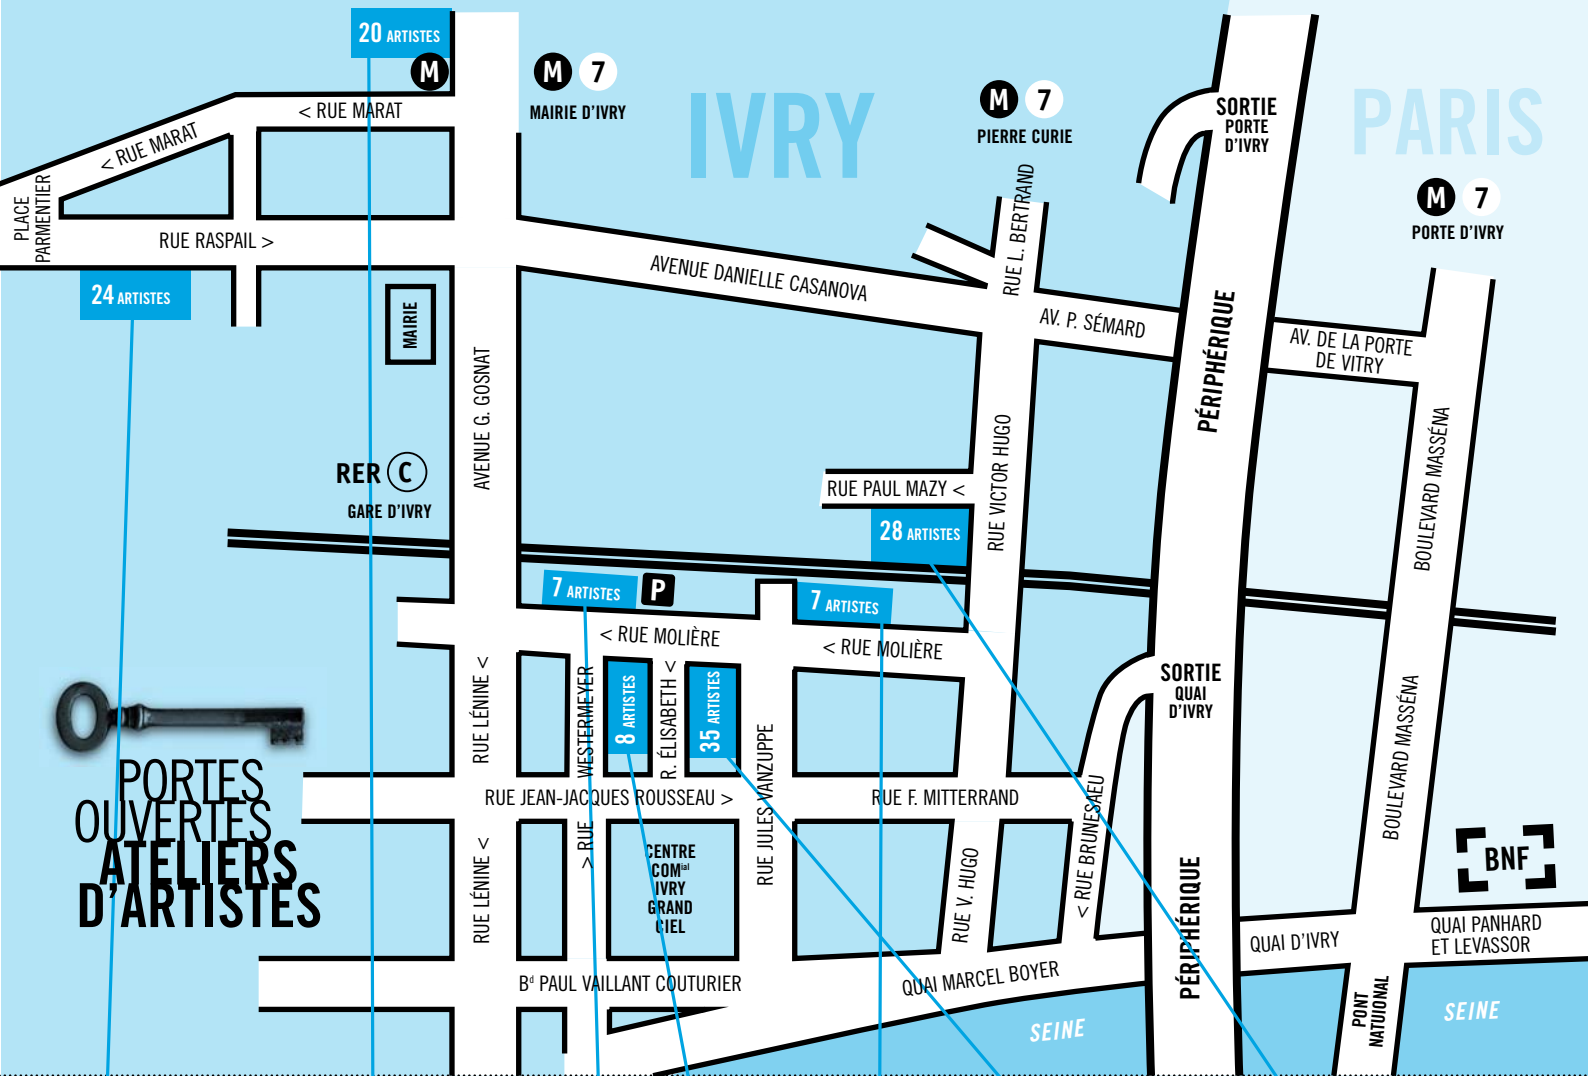 20 ARTISTES
M
M 7
MAIRIE D'IVRY
IVRY
M 7
PIERRE CURIE
SORTIE
PORTE
D'IVRY
PARIS
M 7
PORTE D'IVRY
< RUE MARAT
< RUE MARAT
PLACE
PARMENTIER
RUE RASPAIL >
24 ARTISTES
MAIRIE
AVENUE DANIELLE CASANOVA
RUE L. BERTRAND
AV. P. SÉMARD
PÉRIPHÉRIQUE
AV. DE LA PORTE
DE VITRY
AVENUE G. GOSNAT
RER C
GARE D'IVRY
RUE PAUL MAZY <
28 ARTISTES
RUE VICTOR HUGO
BOULEVARD MASSÉNA
7 ARTISTES
P
7 ARTISTES
< RUE MOLIÈRE
< RUE MOLIÈRE
RUE LÉNINE <
> RUE WESTERMEYER
8 ARTISTES
R. ÉLISABETH <
35 ARTISTES
RUE JULES VANZUPPE
SORTIE
QUAI
D'IVRY
BOULEVARD MASSÉNA
PORTES
OUVERTES
ATELIERS
D'ARTISTES
RUE JEAN-JACQUES ROUSSEAU >
RUE F. MITTERRAND
< RUE BRUNESAEU
RUE LÉNINE <
CENTRE
COMial
IVRY
GRAND
CIEL
RUE V. HUGO
PÉRIPHÉRIQUE
BNF
QUAI D'IVRY
QUAI PANHARD
ET LEVASSOR
Bd PAUL VAILLANT COUTURIER
QUAI MARCEL BOYER
SEINE
PONT
NATUIONAL
SEINE